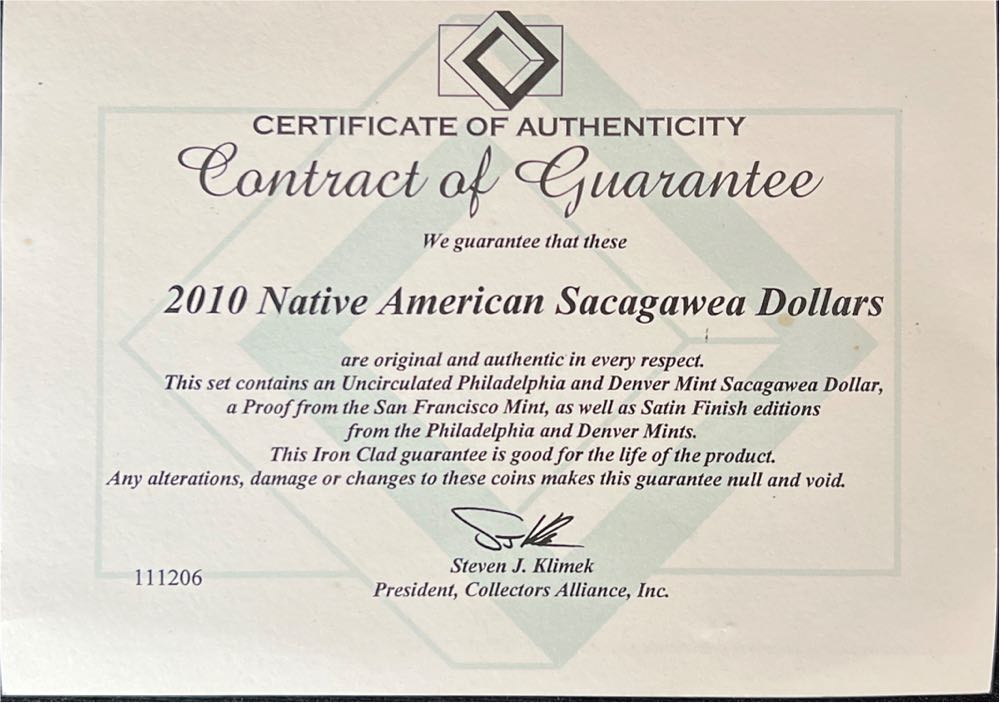 CERTIFICATE OF AUTHENTICITY
Contract of Guarantee
We guarantee that these
2010 Native American Sacagawea Dollars
are original and authentic in every respect.
This set contains an Uncirculated Philadelphia and Denver Mint Sacagawea Dollar,
a Proof from the San Francisco Mint, as well as Satin Finish editions
from the Philadelphia and Denver Mints.
This Iron Clad guarantee is good for the life of the product.
Any alterations, damage or changes to these coins makes this guarantee null and void.
Steven J. Klimek
President, Collectors Alliance, Inc.
111206